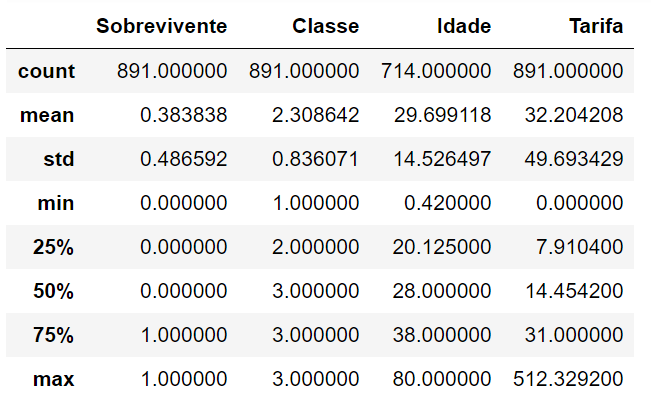 Sobrevivente Classe Idade Tarifa
count 891.000000 891.000000 714.000000 891.000000
mean 0.383838 2.308642 29.699118 32.204208
std 0.486592 0.836071 14.526497 49.693429
min 0.000000 1.000000 0.420000 0.000000
25% 0.000000 2.000000 20.125000 7.910400
50% 0.000000 3.000000 28.000000 14.454200
75% 1.000000 3.000000 38.000000 31.000000
max 1.000000 3.000000 80.000000 512.329200